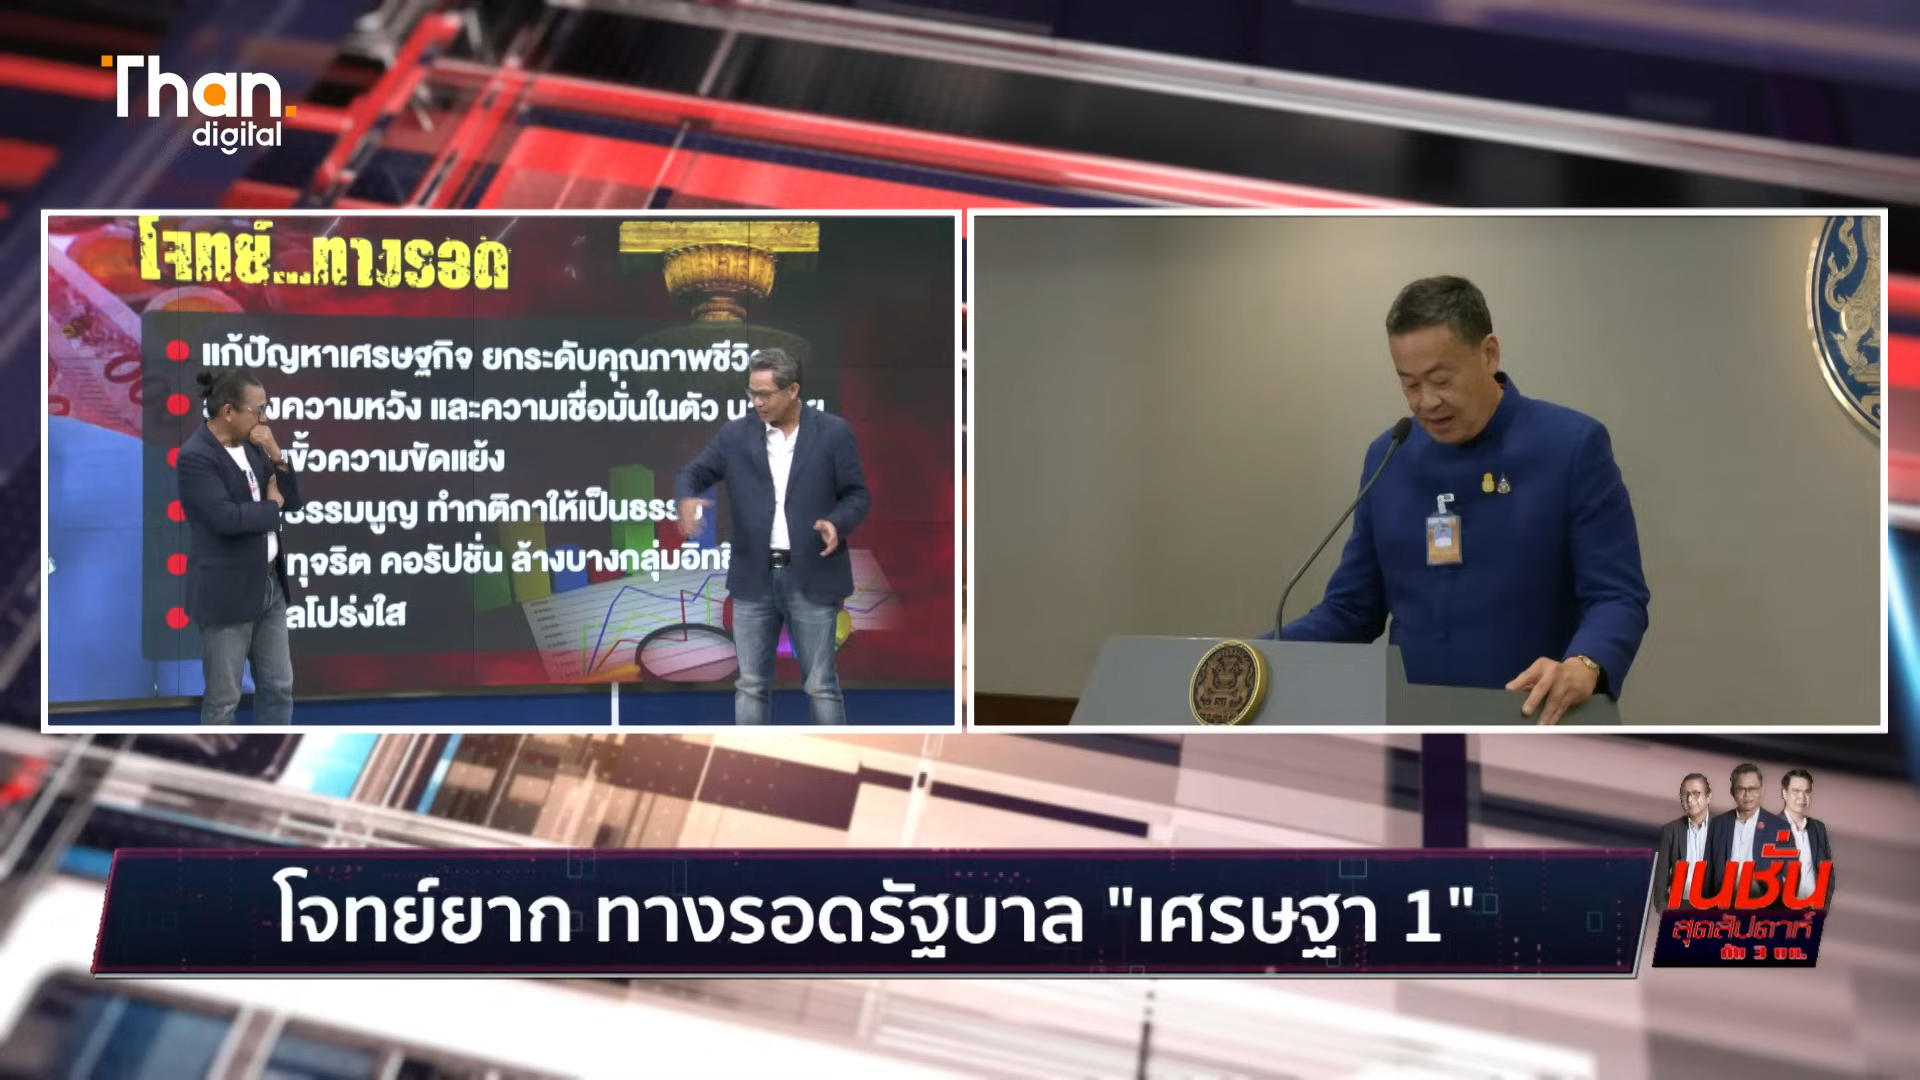 Than.
digital
โจทย์...ทางรอด
แก้ปัญหาเศรษฐกิจ ยกระดับคุณภาพชีวิ
ความหวัง และความเชื่อมั่นในตัว
ขั้วความขัดแย้ง
ธรรมนูญ ทำกติกาให้เป็นธรร
ทุจริต คอรัปชั่น ล้างบางกลุ่มอิท
ลโปร่งใส
โจทย์ยาก ทางรอดรัฐบาล "เศรษฐา 1"
เนชั่น
สุดสัปดาห์
กับ 3 บก.